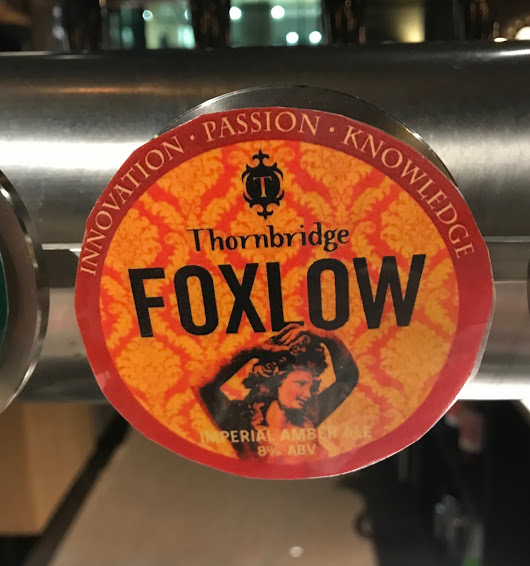 INNOVATION · PASSION · KNOWLEDGE
T
Thornbridge
FOXLOW
IMPERIAL AMBER ALE
8% ABV